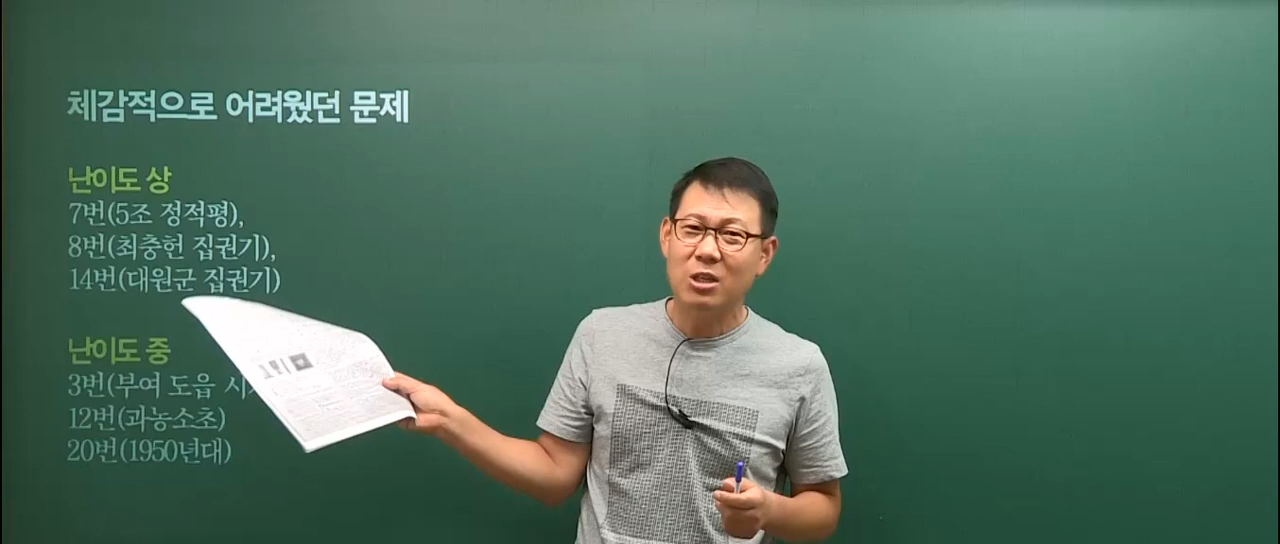 체감적으로 어려웠던 문제
난이도 상
7번(5조 정적평),
8번(최충헌 집권기),
14번(대원군 집권기)
난이도 중
3번(부여 도읍
12번(과농소초)
20번(1950년대)